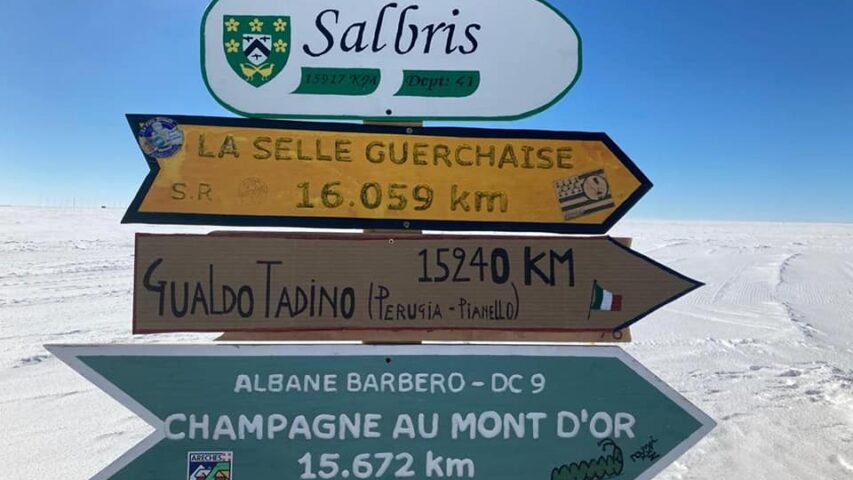 Salbris
15917 KM Dept: 41
LA SELLE GUERCHAISE
S.R 16.059 km
15240 KM
GUALDO TADINO (PERUGIA - PIANELLO)
ALBANE BARBERO - DC 9
CHAMPAGNE AU MONT D'OR
15.672 km
ARÊCHES